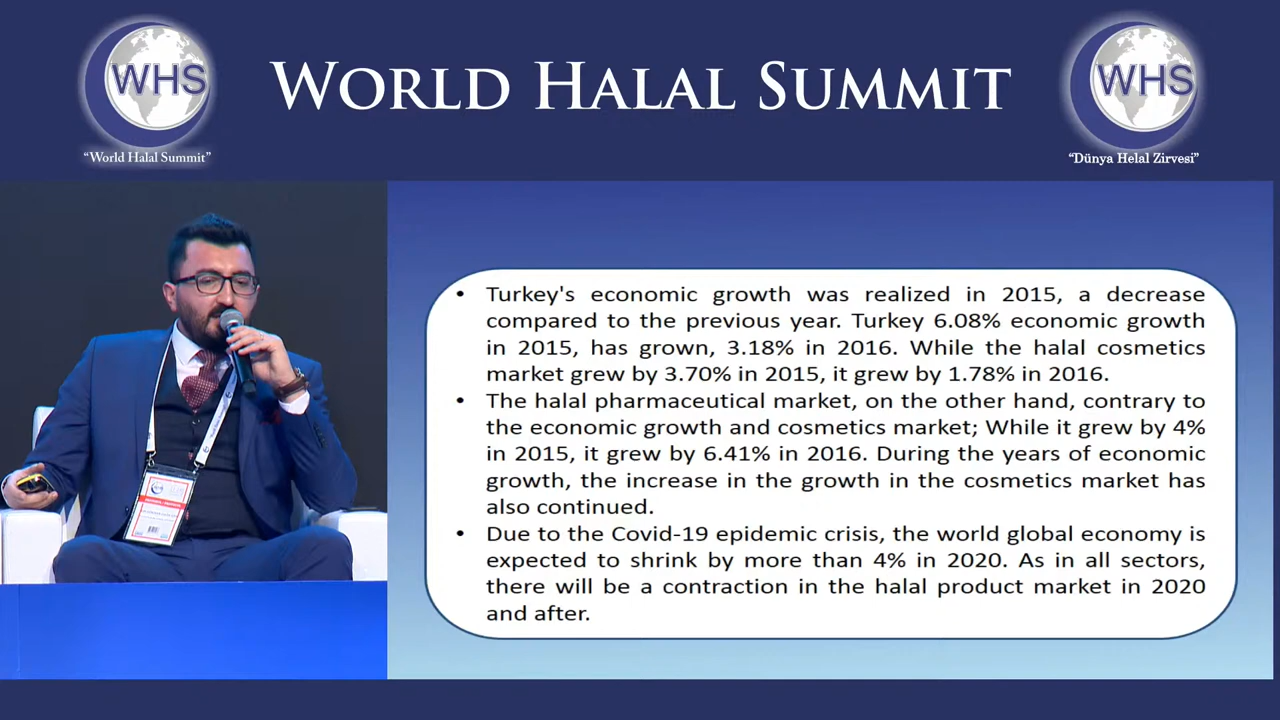 WORLD HALAL SUMMIT
WHS
"World Halal Summit"
WHS
"Dünya Helal Zirvesi"
• Turkey's economic growth was realized in 2015, a decrease
compared to the previous year. Turkey 6.08% economic growth
in 2015, has grown, 3.18% in 2016. While the halal cosmetics
market grew by 3.70% in 2015, it grew by 1.78% in 2016.
• The halal pharmaceutical market, on the other hand, contrary to
the economic growth and cosmetics market; While it grew by 4%
in 2015, it grew by 6.41% in 2016. During the years of economic
growth, the increase in the growth in the cosmetics market has
also continued.
• Due to the Covid-19 epidemic crisis, the world global economy is
expected to shrink by more than 4% in 2020. As in all sectors,
there will be a contraction in the halal product market in 2020
and after.